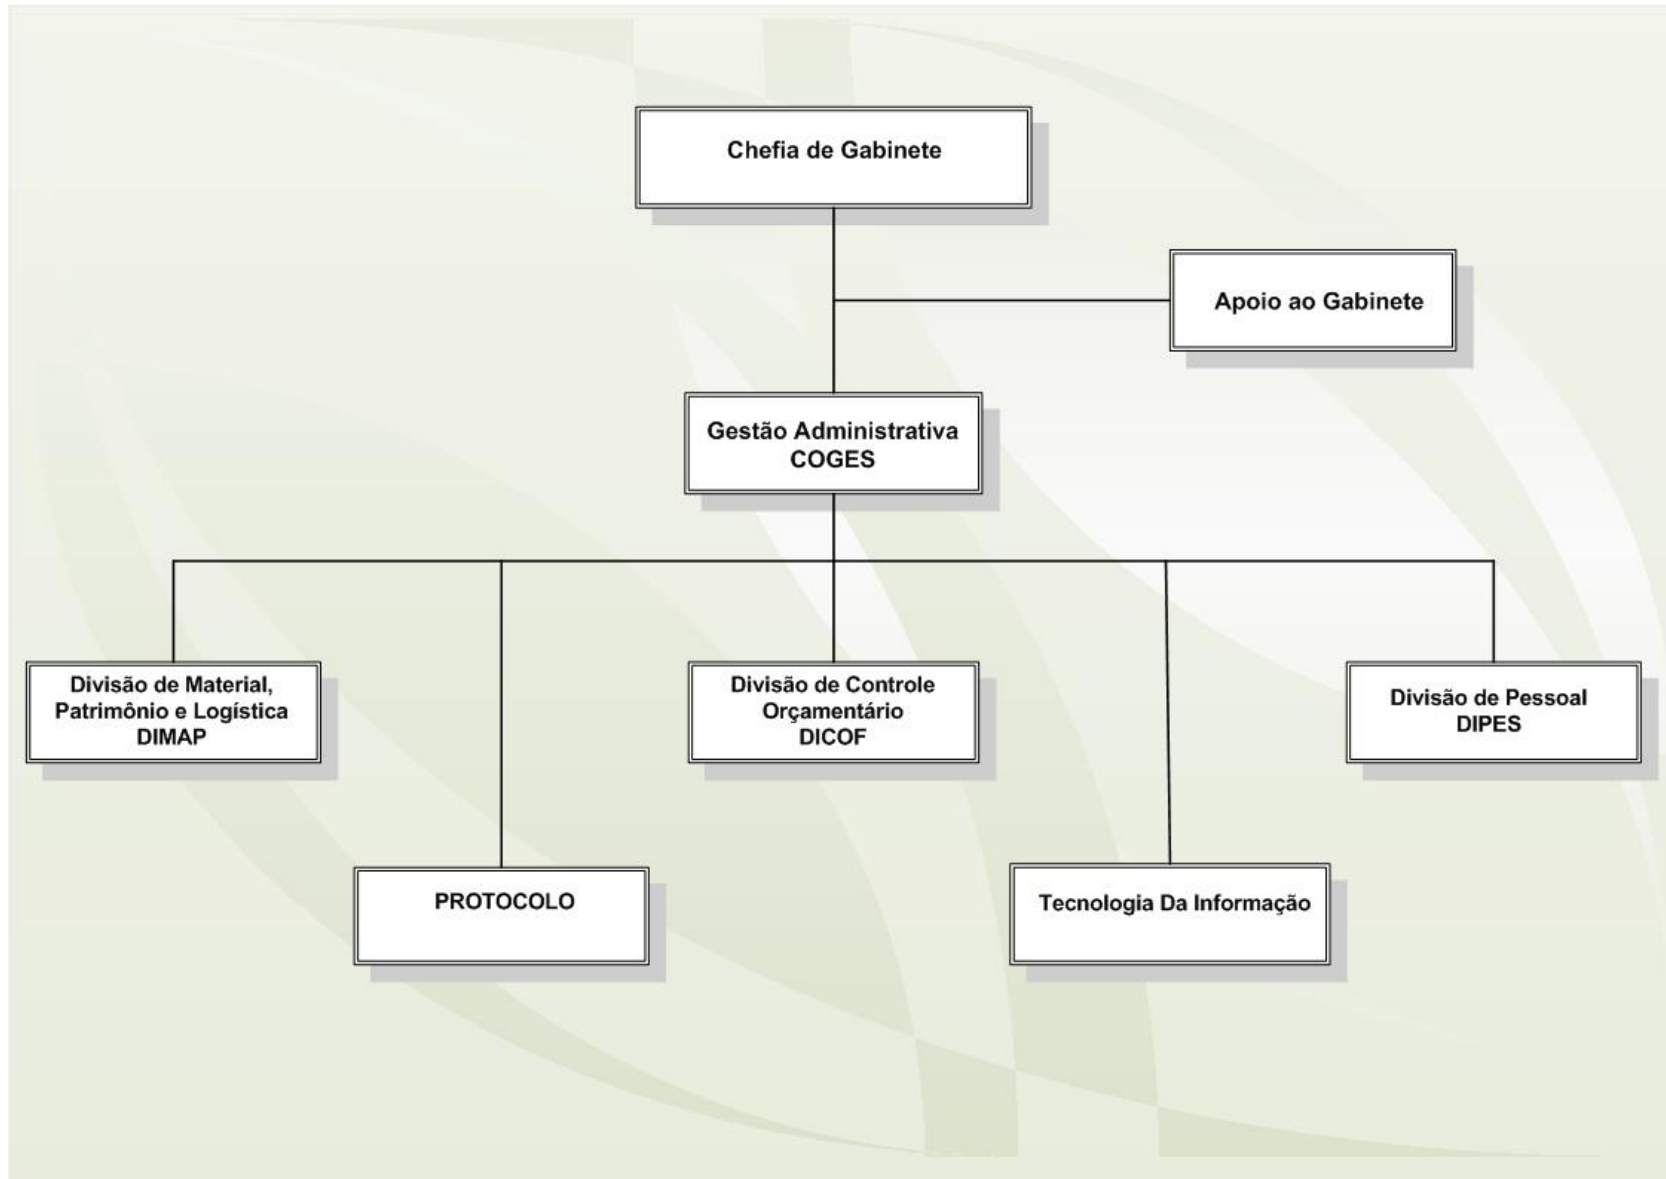 Chefia de Gabinete
Apoio ao Gabinete
Gestão Administrativa
COGES
Divisão de Material,
Patrimônio e Logística
DIMAP
Divisão de Controle
Orçamentário
DICOF
Divisão de Pessoal
DIPES
PROTOCOLO
Tecnologia Da Informação